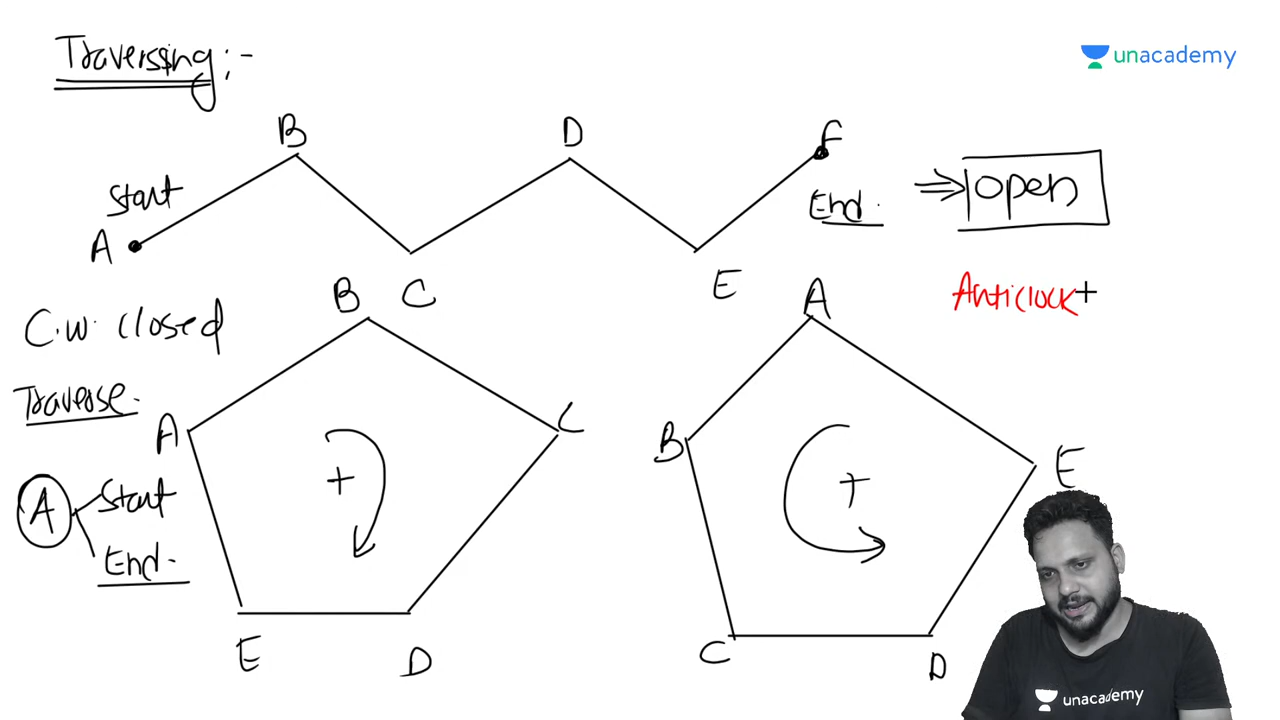 Traversing :-
unacademy
B
D
F
Start
A
End.
⇒ open
E
C
Anticlock
C.W. closed
Traverse.
B
A
C
E
D
A
Start
End.
+
A
B
E
C
D
+
unacademy